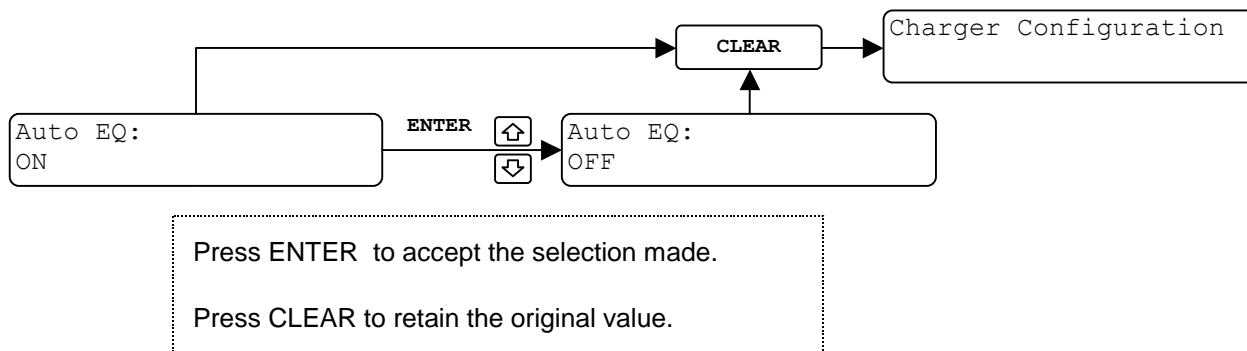 Charger Configuration
CLEAR
Auto EQ:
ON
ENTER
Auto EQ:
OFF
Press ENTER  to accept the selection made.
Press CLEAR to retain the original value.